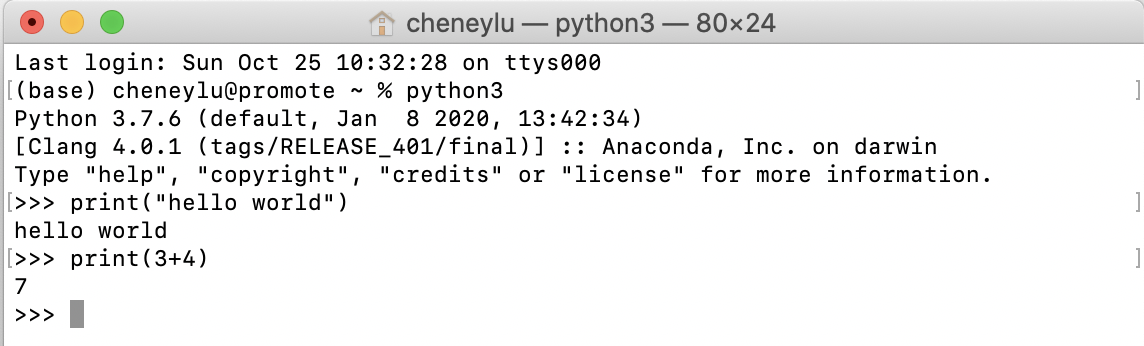 cheneylu — python3 — 80×24
Last login: Sun Oct 25 10:32:28 on ttys000
[(base) cheneylu@promote ~ % python3 ]
Python 3.7.6 (default, Jan  8 2020, 13:42:34)
[Clang 4.0.1 (tags/RELEASE_401/final)] :: Anaconda, Inc. on darwin
Type "help", "copyright", "credits" or "license" for more information.
[>>> print("hello world") ]
hello world
[>>> print(3+4) ]
7
>>>